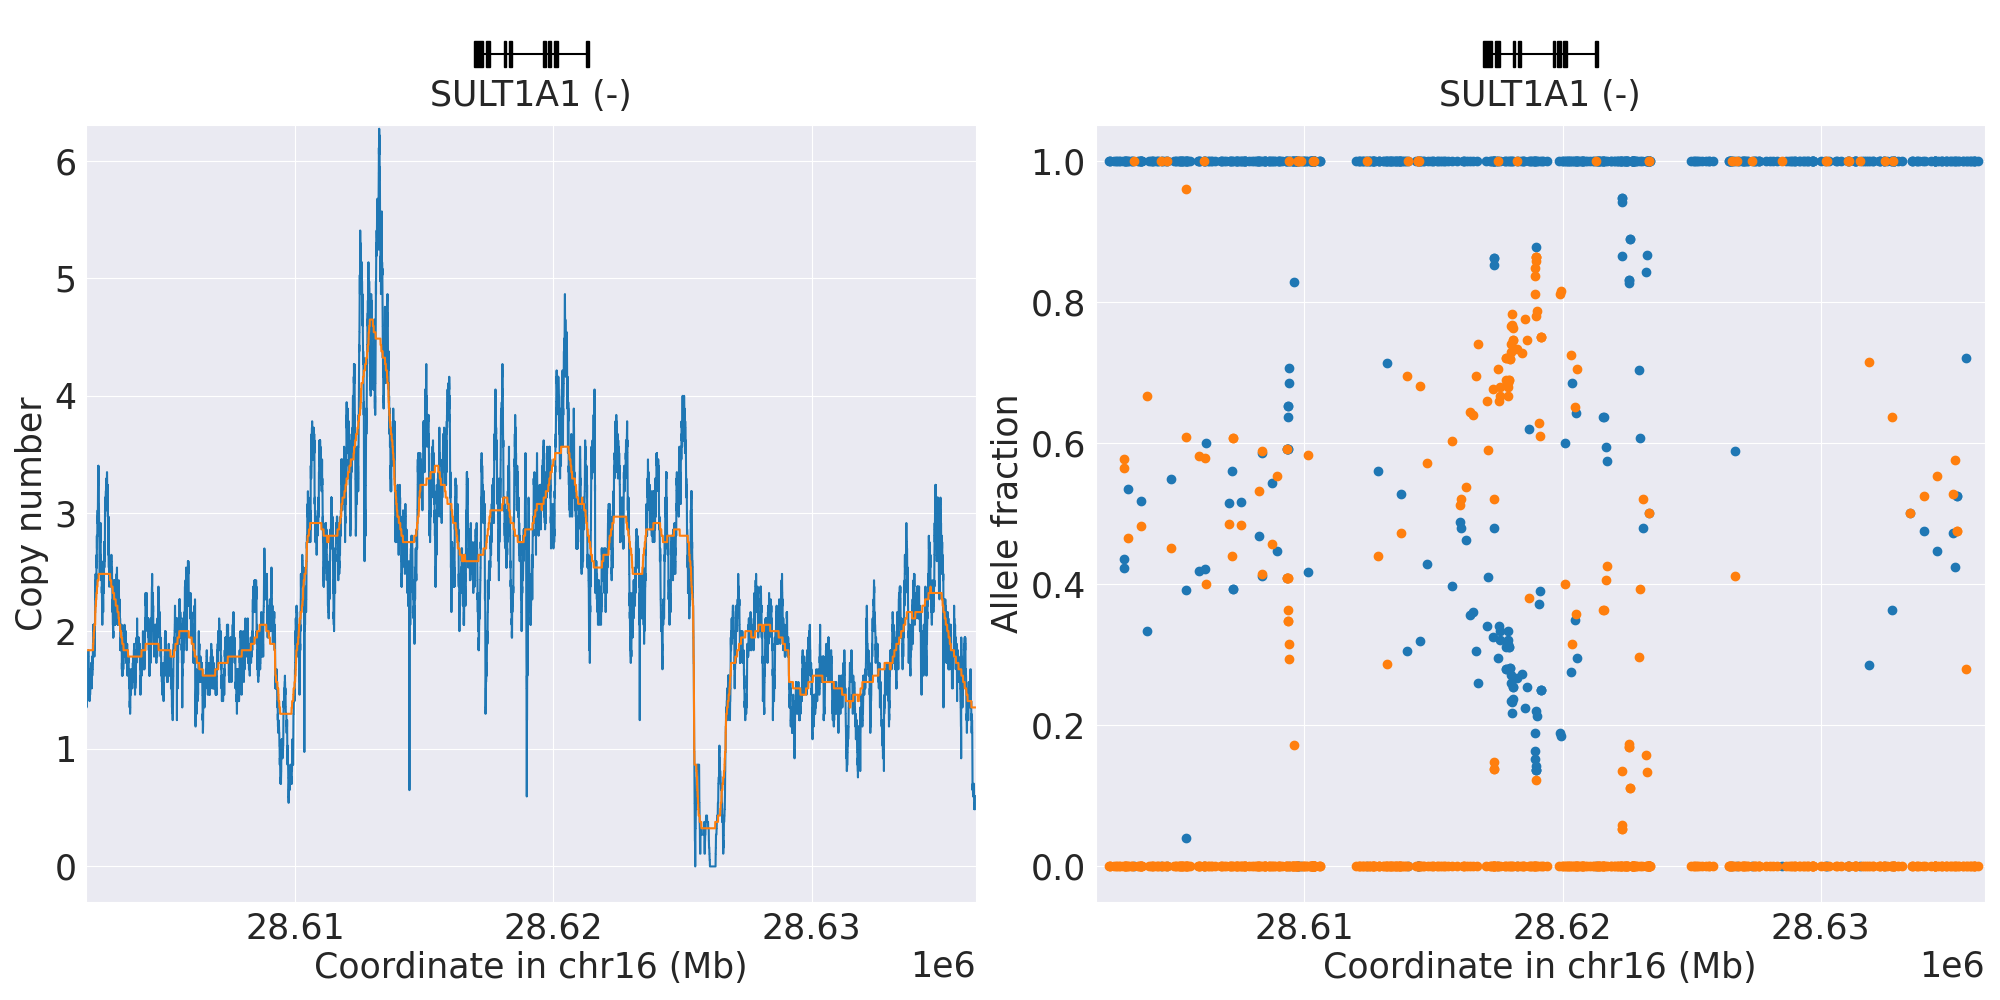 SULT1A1 (-)
Copy number
6
5
4
3
2
1
0
28.61
28.62
28.63
Coordinate in chr16 (Mb)
1e6
SULT1A1 (-)
Allele fraction
1.0
0.8
0.6
0.4
0.2
0.0
28.61
28.62
28.63
Coordinate in chr16 (Mb)
1e6